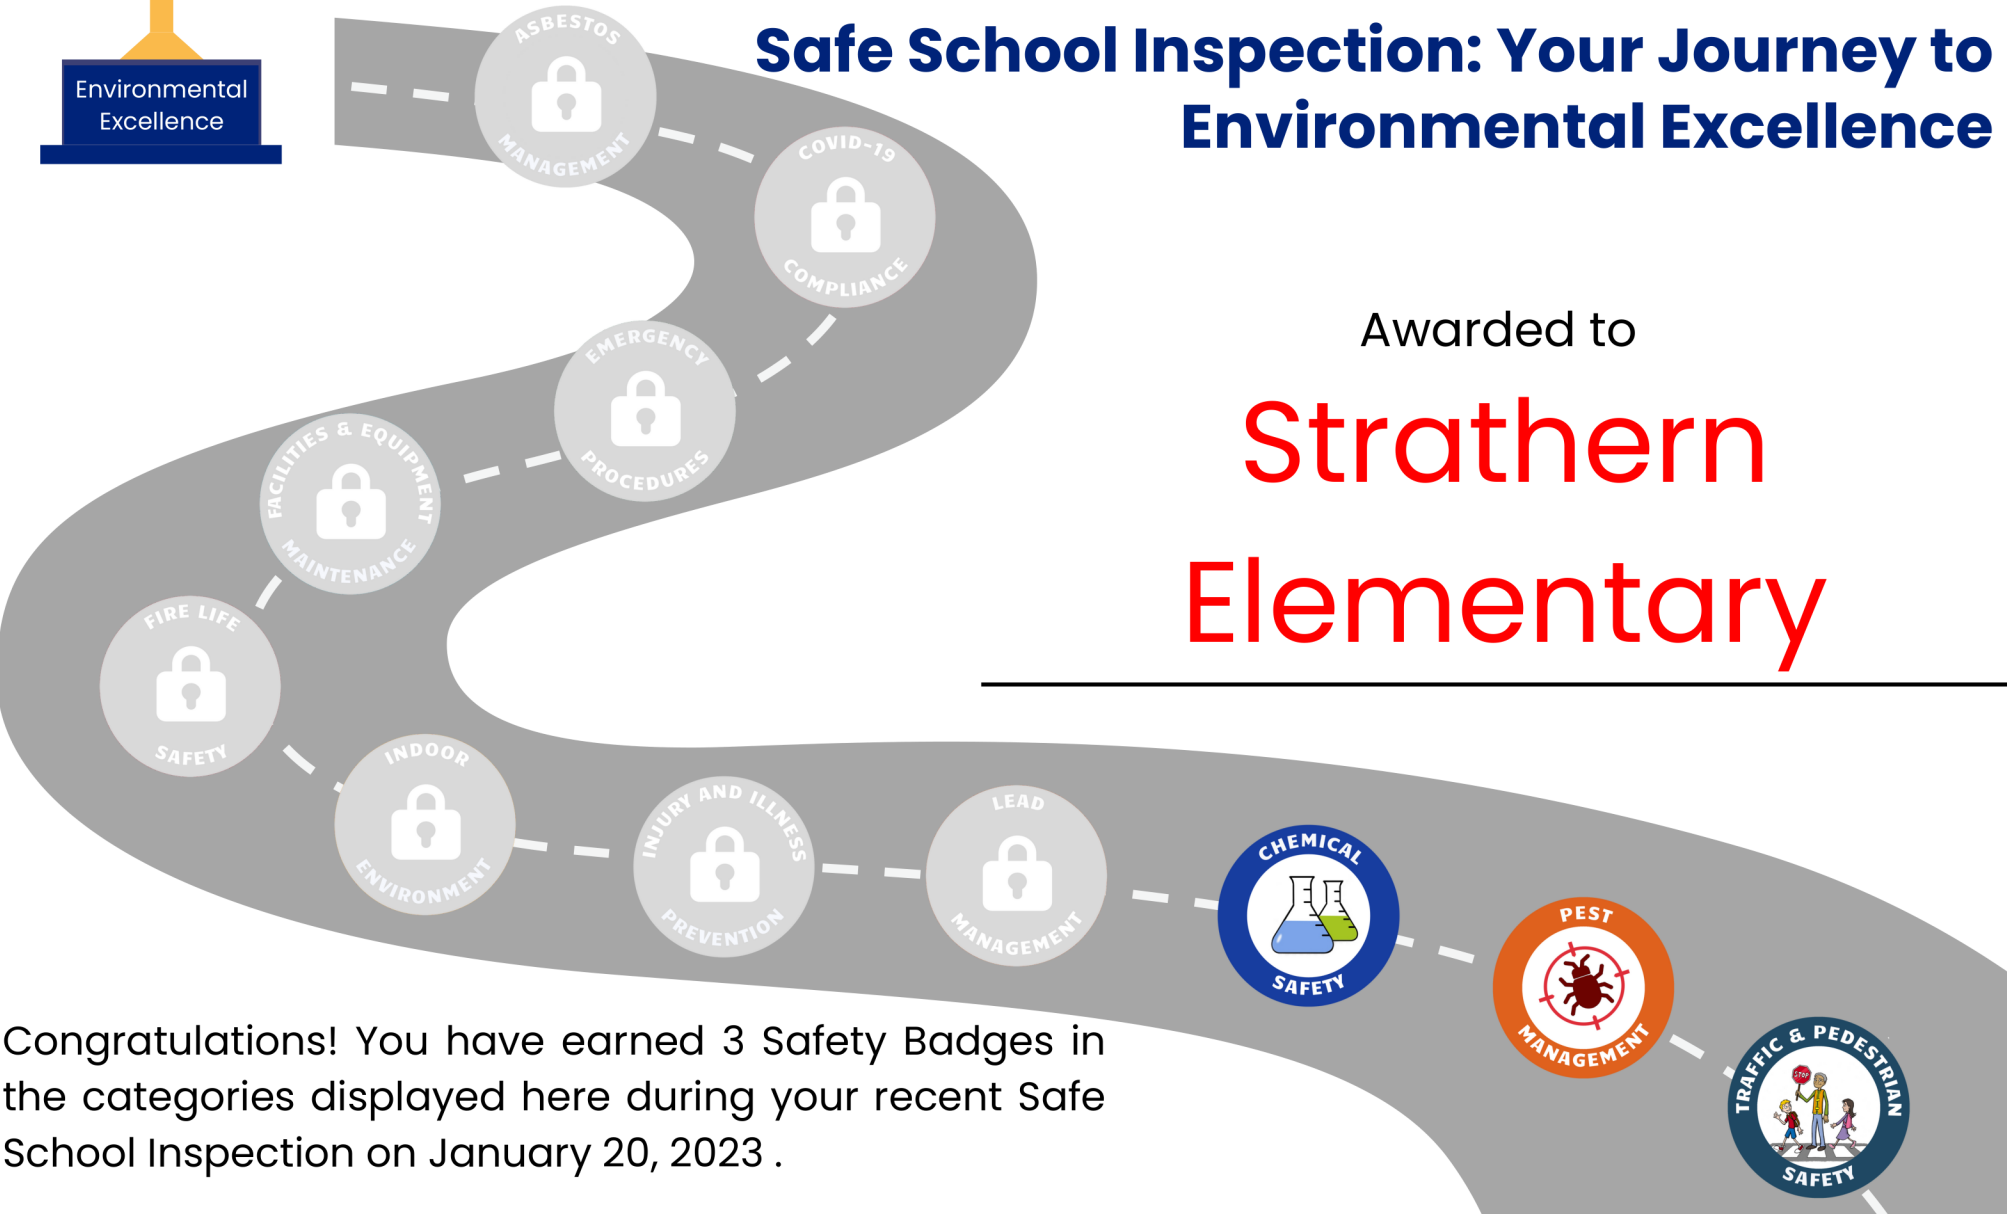 Environmental
Excellence
Safe School Inspection: Your Journey to
Environmental Excellence
ASBESTOS
MANAGEMENT
COVID-19
COMPLIANCE
Awarded to
Strathern
Elementary
EMERGENCY
PROCEDURES
FACILITIES & EQUIPMENT
MAINTENANCE
FIRE LIFE
SAFETY
INDOOR
ENVIRONMENT
INJURY AND ILLNESS
PREVENTION
LEAD
MANAGEMENT
CHEMICAL
SAFETY
PEST
MANAGEMENT
TRAFFIC & PEDESTRIAN
STOP
SAFETY
Congratulations! You have earned 3 Safety Badges in
the categories displayed here during your recent Safe
School Inspection on January 20, 2023 .